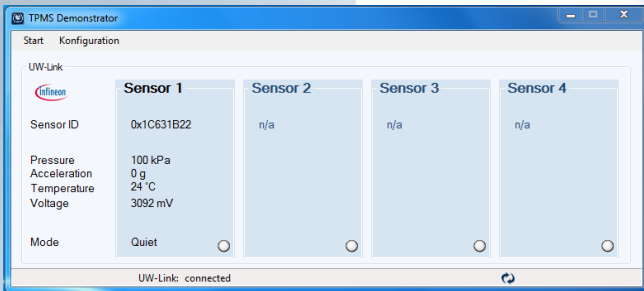 TPMS Demonstrator
Start Konfiguration
UW-Link
Infineon Sensor 1 Sensor 2 Sensor 3 Sensor 4
Sensor ID 0x1C631B22 n/a n/a n/a
Pressure 100 kPa
Acceleration 0 g
Temperature 24 °C
Voltage 3092 mV
Mode Quiet
UW-Link: connected